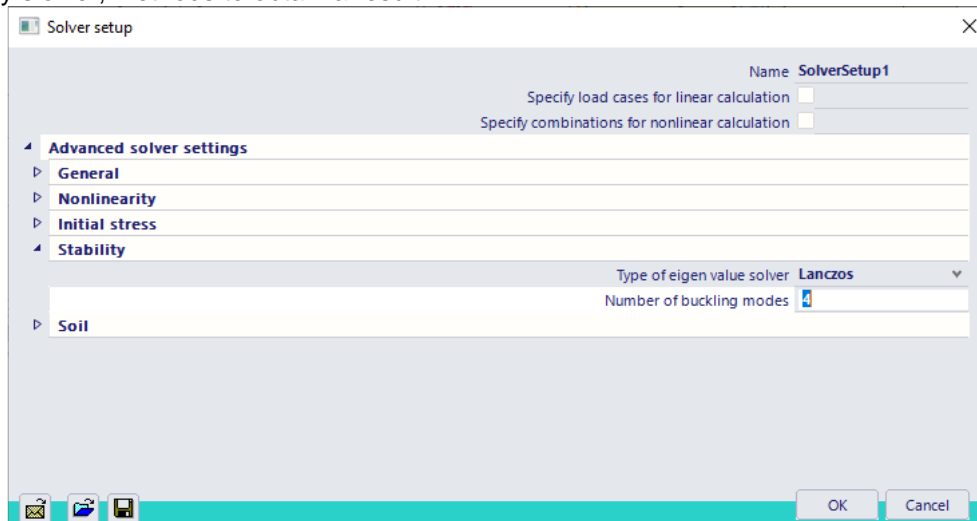 Solver setup
Name SolverSetup1
Specify load cases for linear calculation
Specify combinations for nonlinear calculation
Advanced solver settings
General
Nonlinearity
Initial stress
Stability
Type of eigen value solver Lanczos
Number of buckling modes 4
Soil
OK Cancel